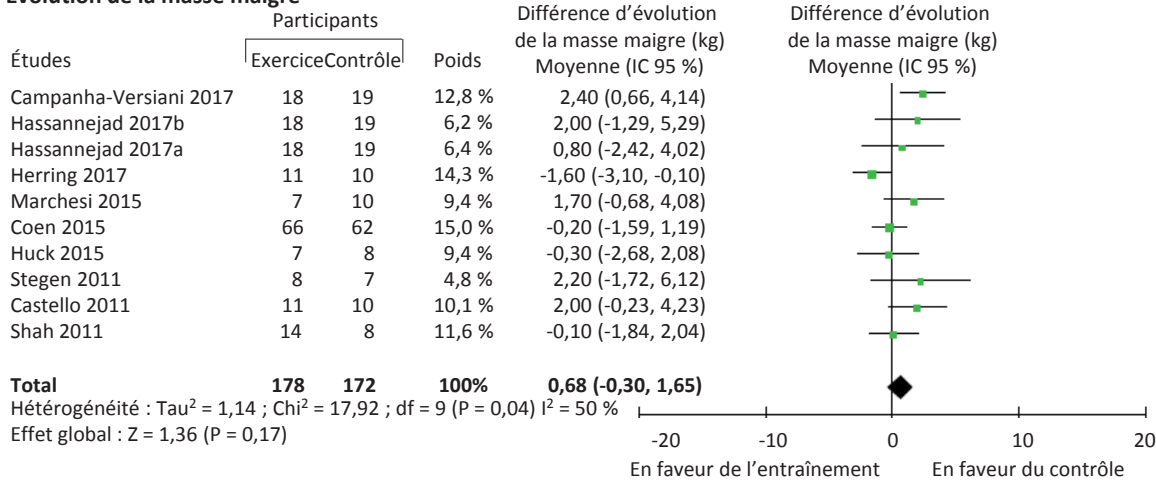 Évolution de la masse maigre
Participants
Différence d’évolution
de la masse maigre (kg)
Moyenne (IC 95 %)
Différence d’évolution
de la masse maigre (kg)
Moyenne (IC 95 %)
Études Exercice Contrôle Poids
Campanha-Versiani 2017 18 19 12,8 % 2,40 (0,66, 4,14)
Hassannejad 2017b 18 19 6,2 % 2,00 (-1,29, 5,29)
Hassannejad 2017a 18 19 6,4 % 0,80 (-2,42, 4,02)
Herring 2017 11 10 14,3 % -1,60 (-3,10, -0,10)
Marchesi 2015 7 10 9,4 % 1,70 (-0,68, 4,08)
Coen 2015 66 62 15,0 % -0,20 (-1,59, 1,19)
Huck 2015 7 8 9,4 % -0,30 (-2,68, 2,08)
Stegen 2011 8 7 4,8 % 2,20 (-1,72, 6,12)
Castello 2011 11 10 10,1 % 2,00 (-0,23, 4,23)
Shah 2011 14 8 11,6 % -0,10 (-1,84, 2,04)
Total 178 172 100% 0,68 (-0,30, 1,65)
Hétérogénéité : Tau² = 1,14 ; Chi² = 17,92 ; df = 9 (P = 0,04) I² = 50 %
Effet global : Z = 1,36 (P = 0,17)
-20 -10 0 10 20
En faveur de l’entraînement En faveur du contrôle